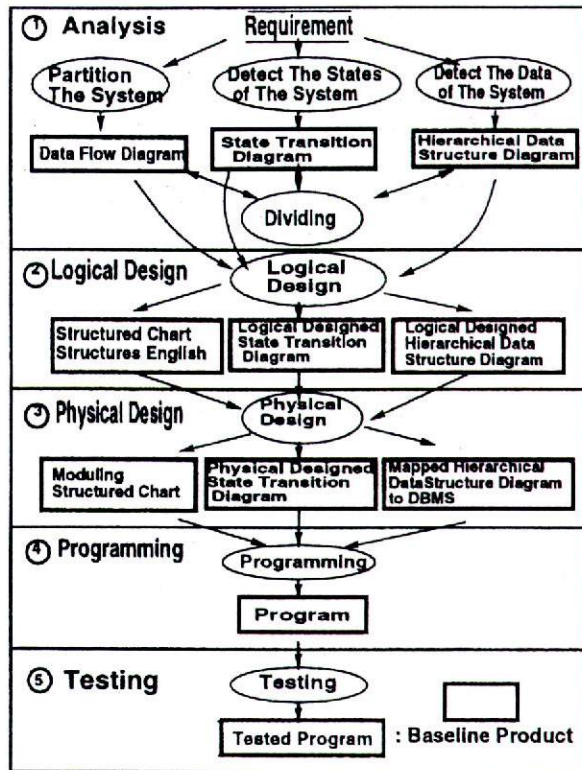 ① Analysis
Requirement
Partition
The System
Detect The States
of The System
Detect The Data
of The System
Data Flow Diagram
State Transition
Diagram
Hierarchical Data
Structure Diagram
Dividing
② Logical Design
Logical
Design
Structured Chart
Structures English
Logical Designed
State Transition
Diagram
Logical Designed
Hierarchical Data
Structure Diagram
③ Physical Design
Physical
Design
Moduling
Structured Chart
Physical Designed
State Transition
Diagram
Mapped Hierarchical
DataStructure Diagram
to DBMS
④ Programming
Programming
Program
⑤ Testing
Testing
Tested Program
: Baseline Product